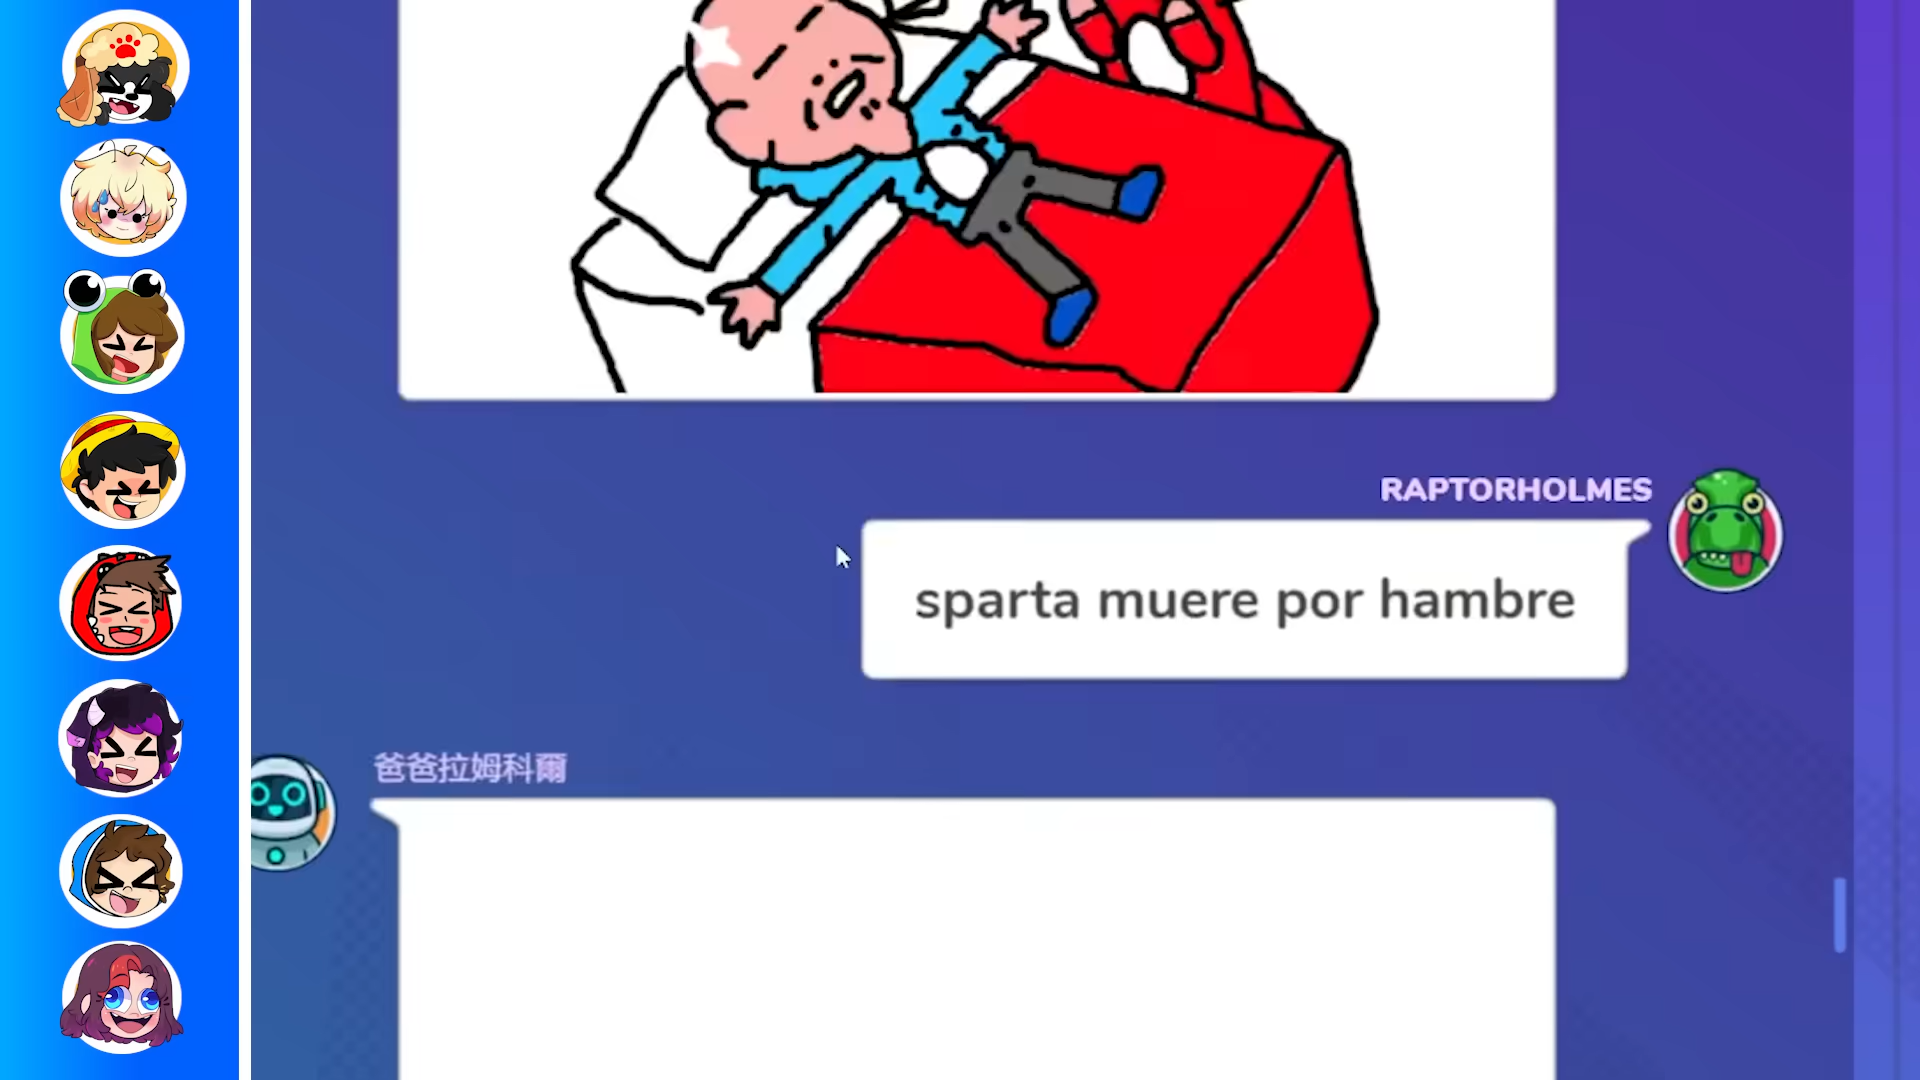 RAPTORHOLMES
sparta muere por hambre
爸爸拉姆科爾